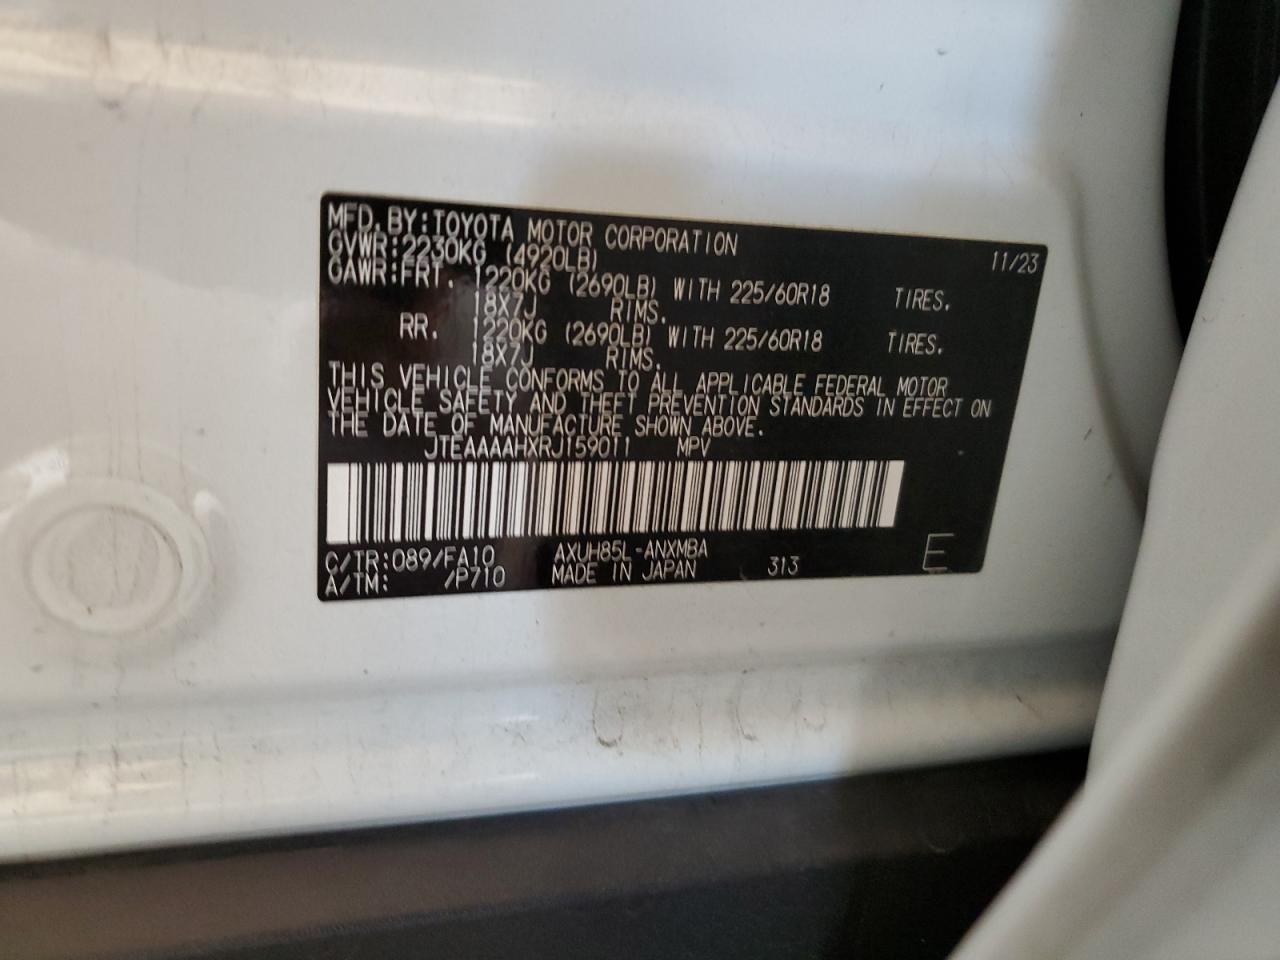 MFD. BY: TOYOTA MOTOR CORPORATION 11/23
GVWR: 2230KG (4920LB)
GAWR: FRT. 1220KG (2690LB) WITH 225/60R18 TIRES.
18X7J RIMS.
RR. 1220KG (2690LB) WITH 225/60R18 TIRES.
18X7J RIMS.
THIS VEHICLE CONFORMS TO ALL APPLICABLE FEDERAL MOTOR
VEHICLE SAFETY AND THEFT PREVENTION STANDARDS IN EFFECT ON
THE DATE OF MANUFACTURE SHOWN ABOVE.
JTEAAAAHXRJ1590T1 MPV
C/TR: 089/FA10 AXUH85L-ANXMBA
A/TM: /P710 MADE IN JAPAN 313 E